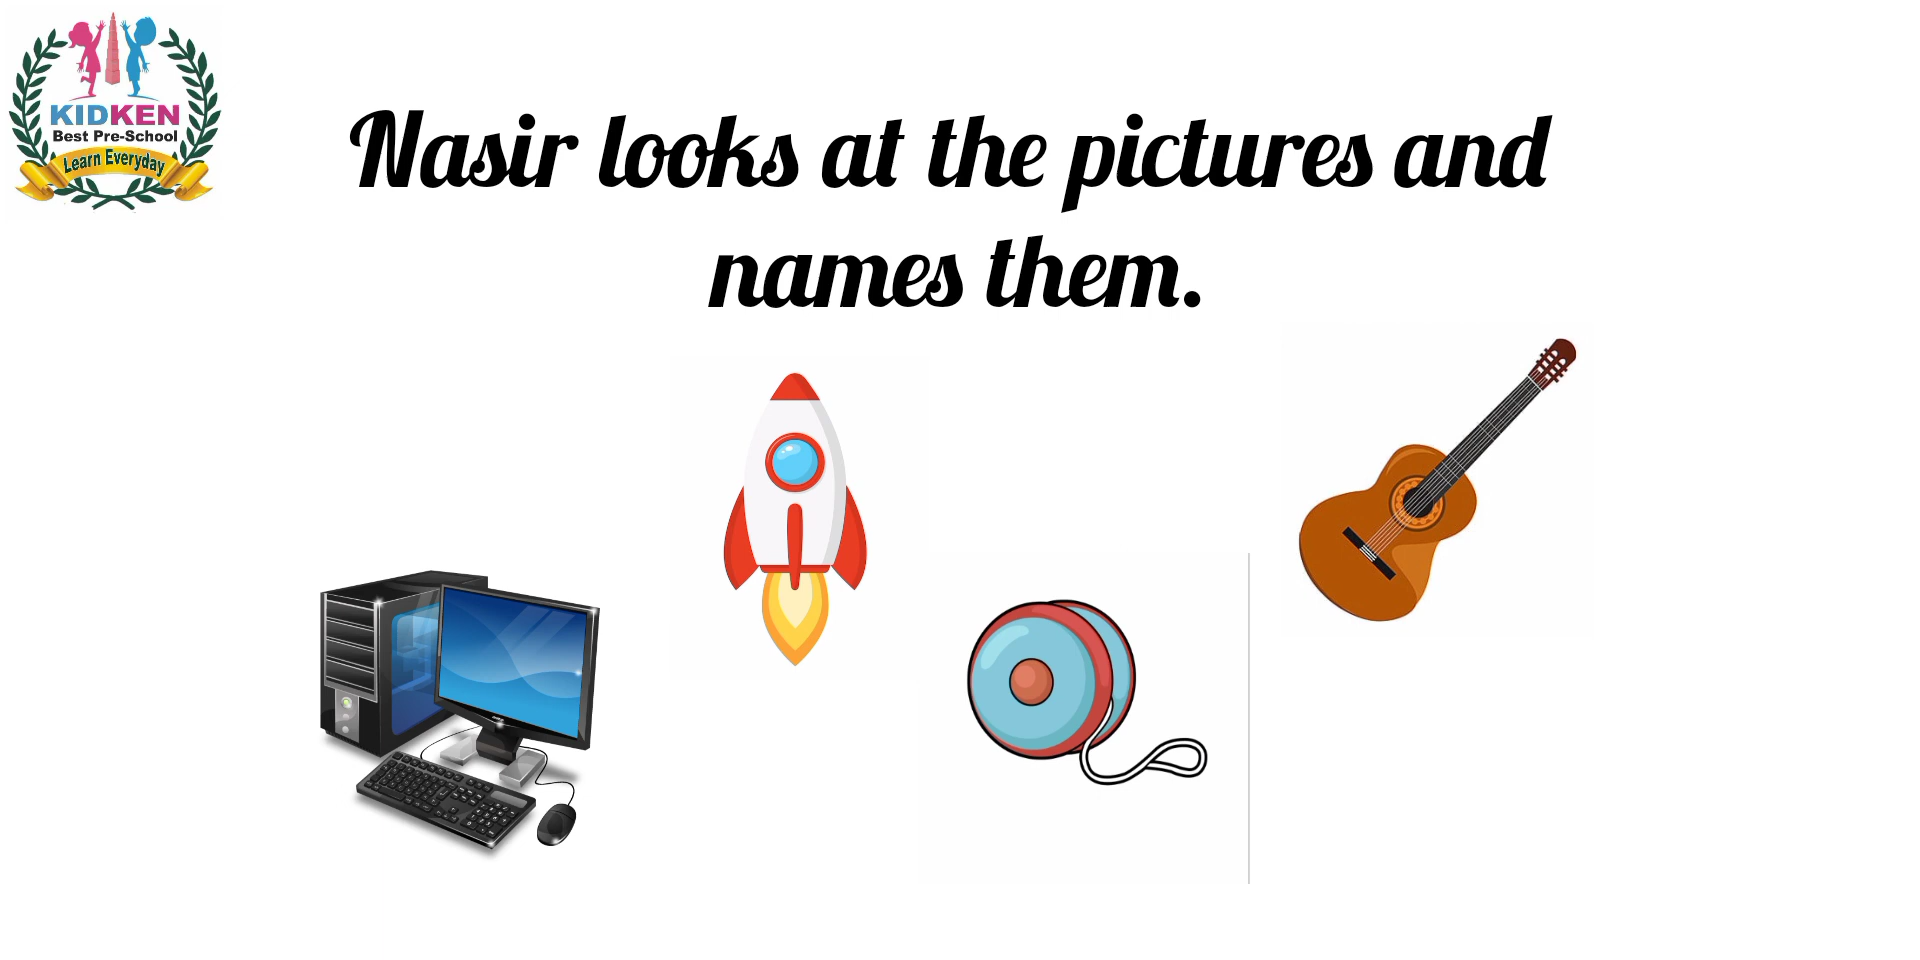 KIDKEN
Best Pre-School
Learn Everyday
Nasir looks at the pictures and
names them.